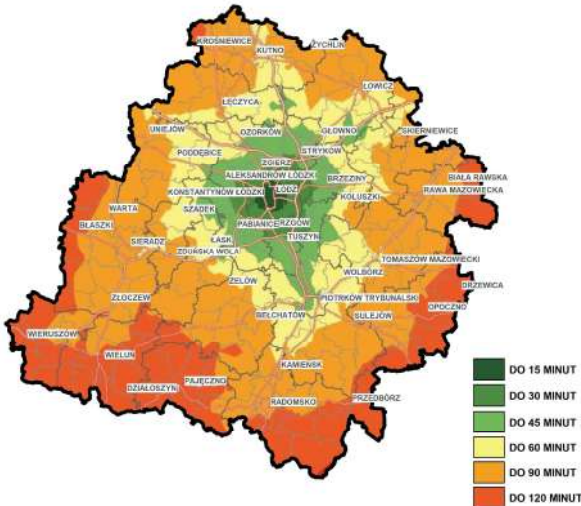 KROŚNIEWICE
ŻYCHLIN
KUTNO
ŁOWICZ
ŁĘCZYCA
UNIEJÓW
OZORKÓW
GŁOWNO
SKIERNIEWICE
STRYKÓW
PODDĘBICE
ZGIERZ
ALEKSANDRÓW ŁÓDZKI
BRZEZINY
BIAŁA RAWSKA
RAWA MAZOWIECKA
KONSTANTYNÓW ŁÓDZKI
ŁÓDŹ
KOLUSZKI
WARTA
SZADEK
BŁASZKI
PABIANICE
RZGÓW
SIERADZ
ŁASK
TUSZYN
ZDUŃSKA WOLA
TOMASZÓW MAZOWIECKI
WOLBÓRZ
ZELÓW
DRZEWICA
ZŁOCZEW
PIOTRKÓW TRYBUNALSKI
OPOCZNO
BEŁCHATÓW
SULEJÓW
WIERUSZÓW
WIELUŃ
KAMIEŃSK
PAJĘCZNO
DZIAŁOSZYN
PRZEDBÓRZ
RADOMSKO
DO 15 MINUT
DO 30 MINUT
DO 45 MINUT
DO 60 MINUT
DO 90 MINUT
DO 120 MINUT